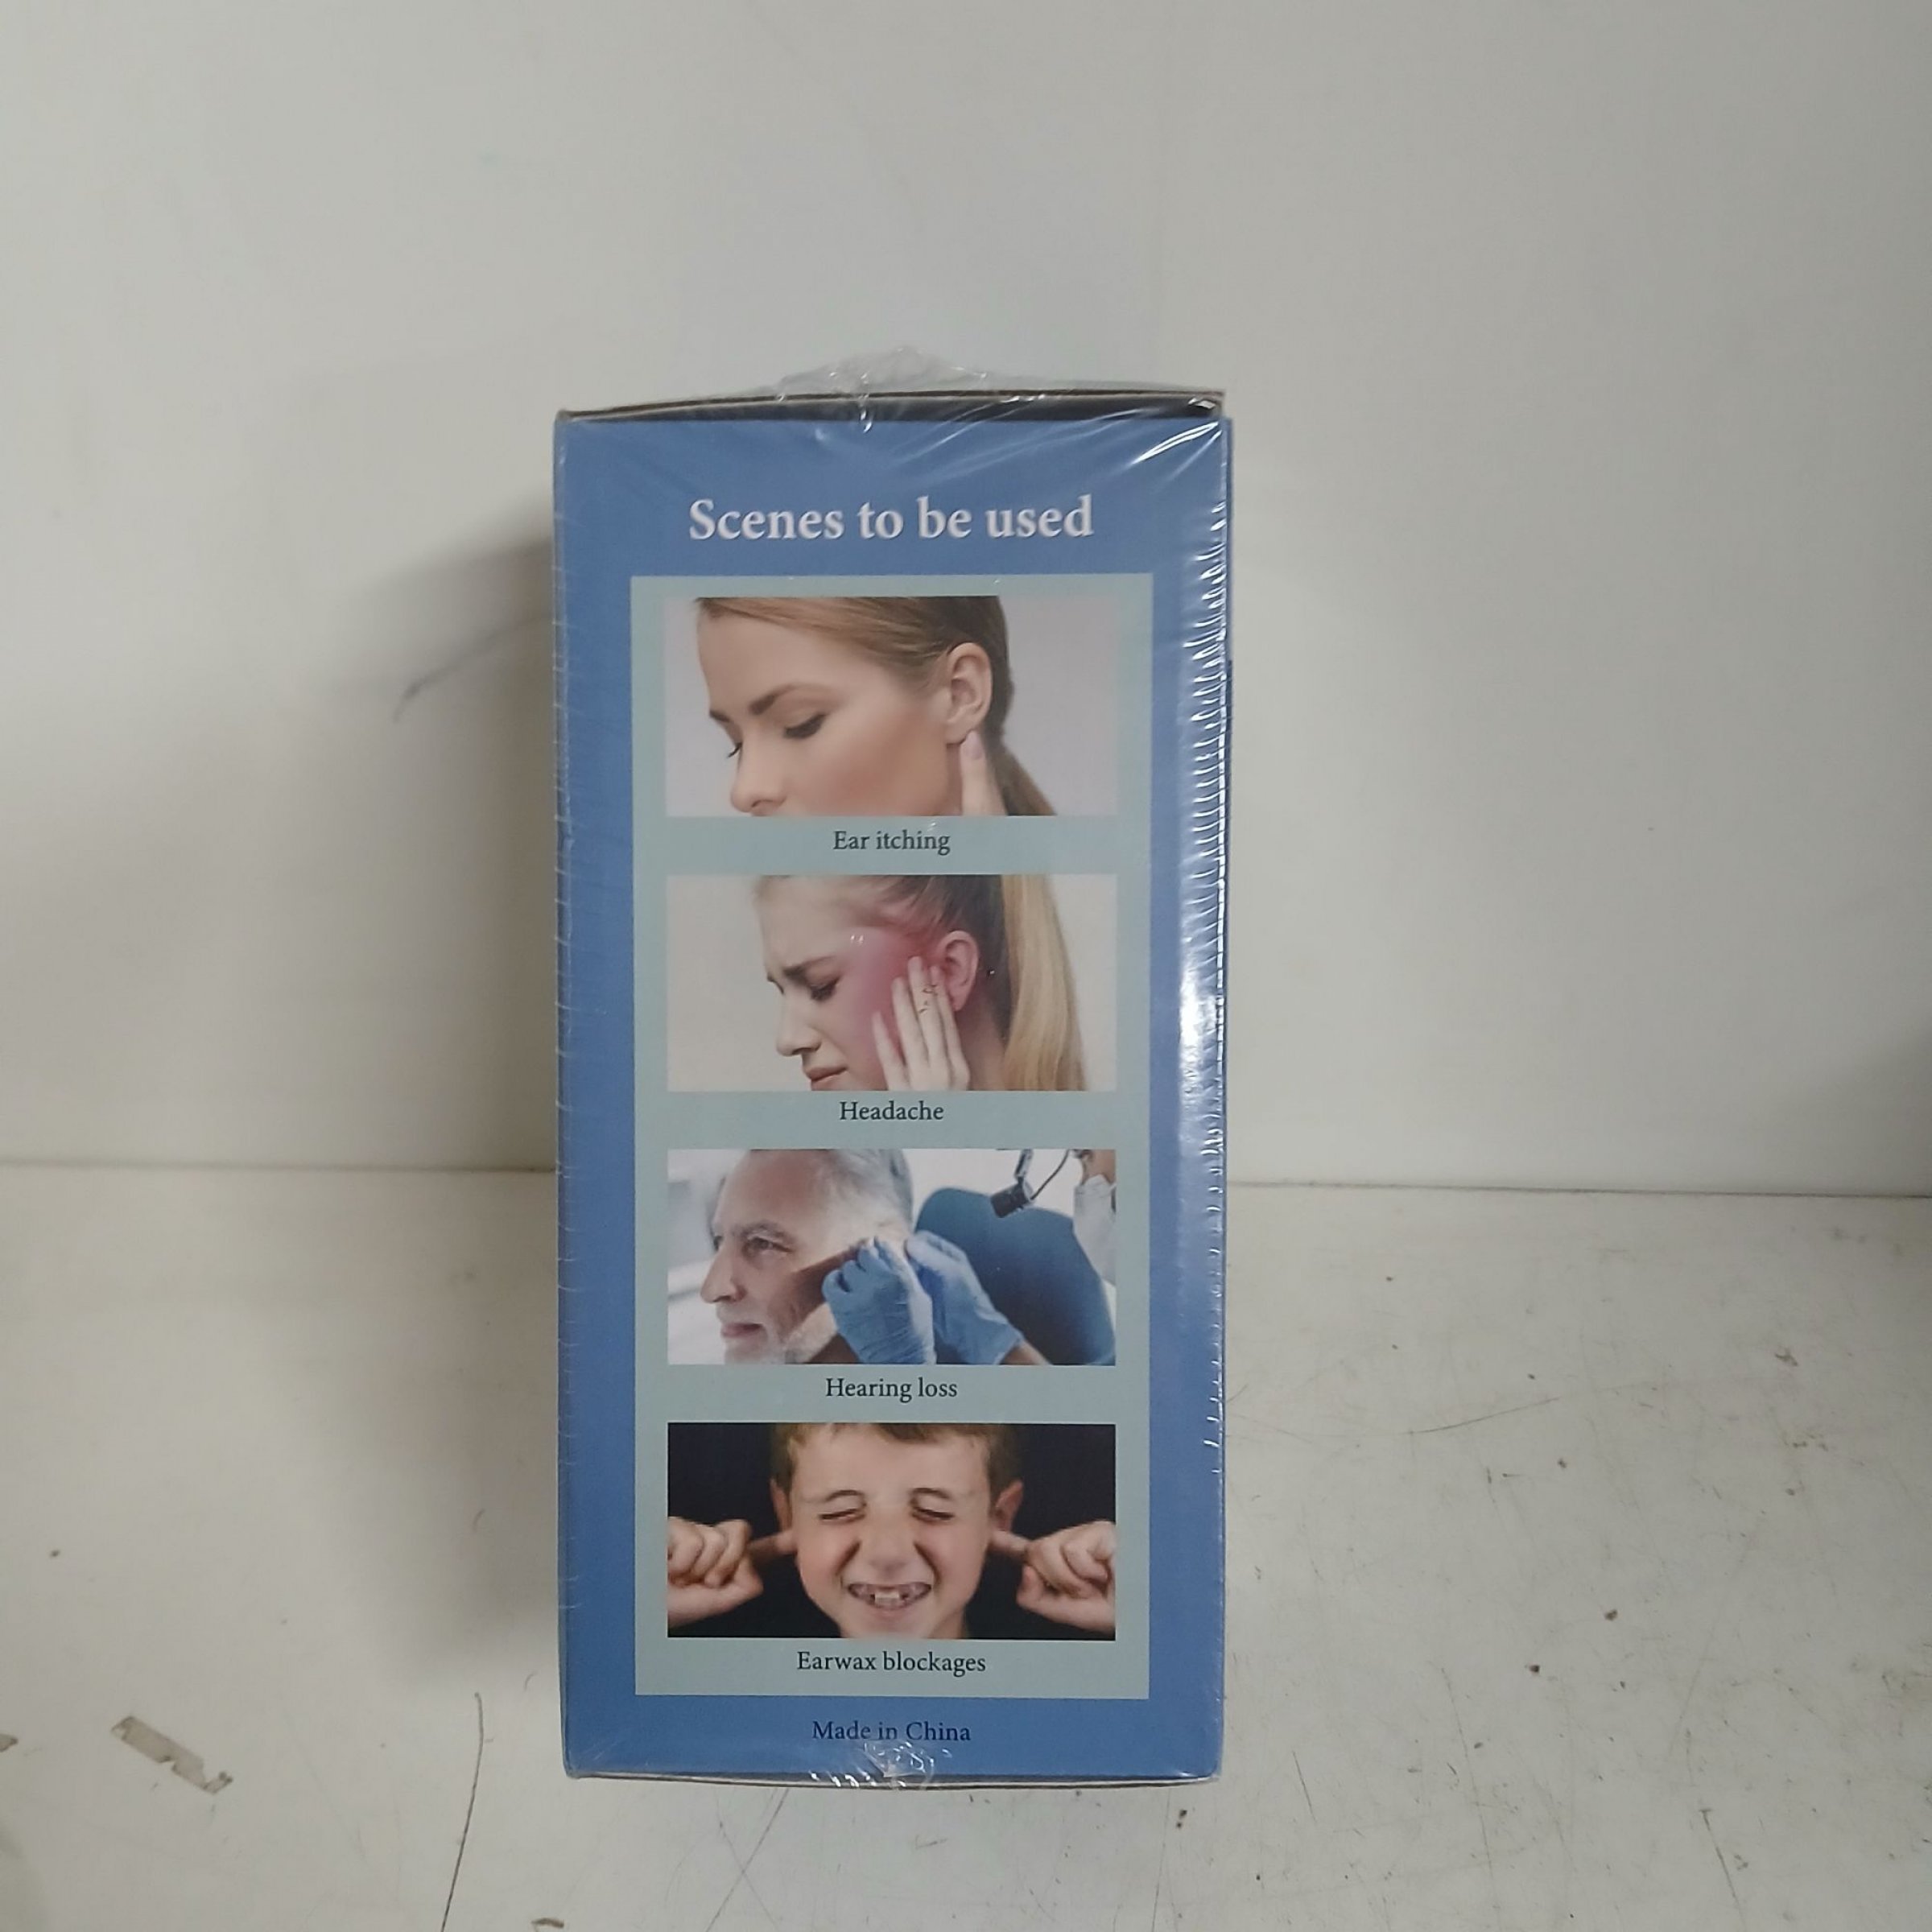 Scenes to be used
Ear itching
Headache
Hearing loss
Earwax blockages
Made in China